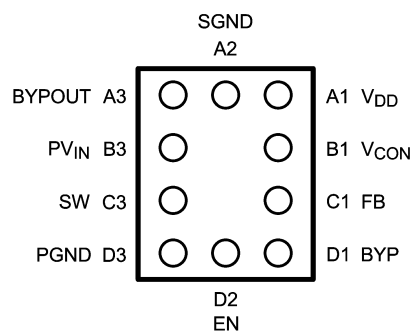 SGND
A2
BYPOUT A3 A1 VDD
PVIN B3 B1 VCON
SW C3 C1 FB
PGND D3 D1 BYP
D2
EN